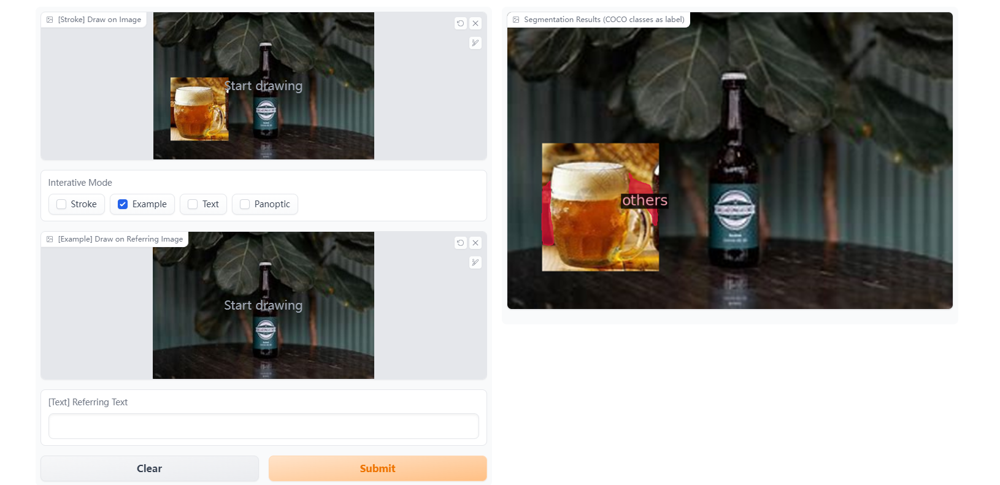 [Stroke] Draw on Image
Start drawing
Interative Mode
Stroke
Example
Text
Panoptic
[Example] Draw on Referring Image
Start drawing
[Text] Referring Text
Clear
Submit
Segmentation Results (COCO classes as label)
others